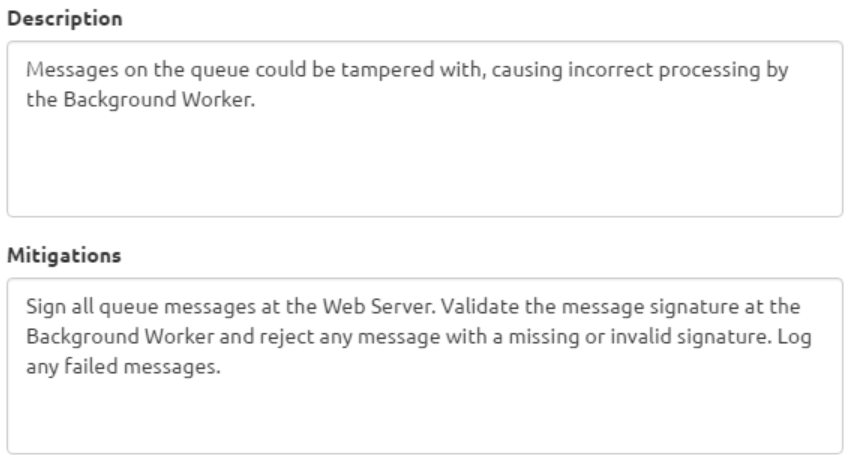 Description
Messages on the queue could be tampered with, causing incorrect processing by
the Background Worker.
Mitigations
Sign all queue messages at the Web Server. Validate the message signature at the
Background Worker and reject any message with a missing or invalid signature. Log
any failed messages.